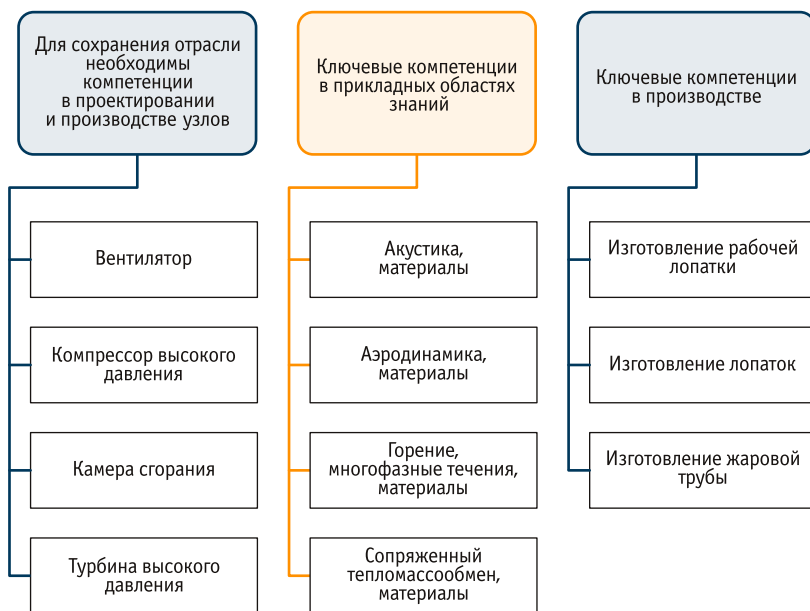 Для сохранения отрасли
необходимы
компетенции
в проектировании
и производстве узлов
Вентилятор
Компрессор высокого
давления
Камера сгорания
Турбина высокого
давления
Ключевые компетенции
в прикладных областях
знаний
Акустика,
материалы
Аэродинамика,
материалы
Горение,
многофазные течения,
материалы
Сопряженный
тепломассообмен,
материалы
Ключевые компетенции
в производстве
Изготовление рабочей
лопатки
Изготовление лопаток
Изготовление жаровой
трубы